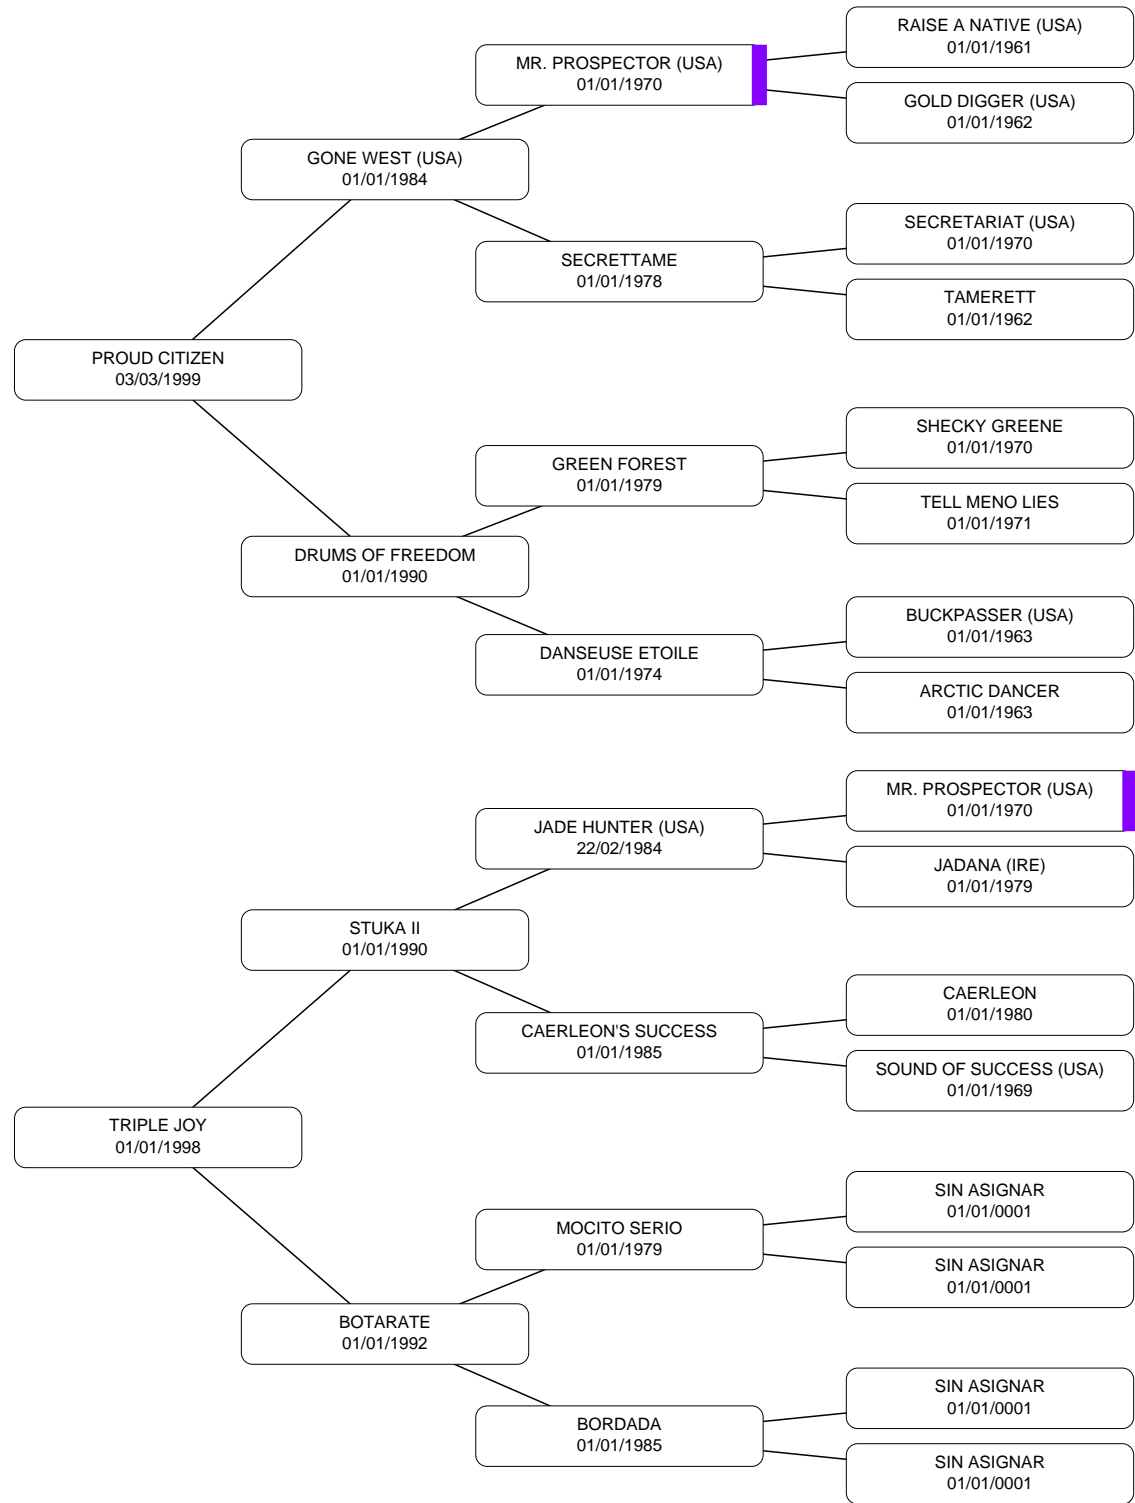 RAISE A NATIVE (USA)
01/01/1961
MR. PROSPECTOR (USA)
01/01/1970
GOLD DIGGER (USA)
01/01/1962
GONE WEST (USA)
01/01/1984
SECRETARIAT (USA)
01/01/1970
SECRETTAME
01/01/1978
TAMERETT
01/01/1962
PROUD CITIZEN
03/03/1999
SHECKY GREENE
01/01/1970
GREEN FOREST
01/01/1979
TELL MENO LIES
01/01/1971
DRUMS OF FREEDOM
01/01/1990
BUCKPASSER (USA)
01/01/1963
DANSEUSE ETOILE
01/01/1974
ARCTIC DANCER
01/01/1963
MR. PROSPECTOR (USA)
01/01/1970
JADE HUNTER (USA)
22/02/1984
JADANA (IRE)
01/01/1979
STUKA II
01/01/1990
CAERLEON
01/01/1980
CAERLEON'S SUCCESS
01/01/1985
SOUND OF SUCCESS (USA)
01/01/1969
TRIPLE JOY
01/01/1998
SIN ASIGNAR
01/01/0001
MOCITO SERIO
01/01/1979
SIN ASIGNAR
01/01/0001
BOTARATE
01/01/1992
SIN ASIGNAR
01/01/0001
BORDADA
01/01/1985
SIN ASIGNAR
01/01/0001